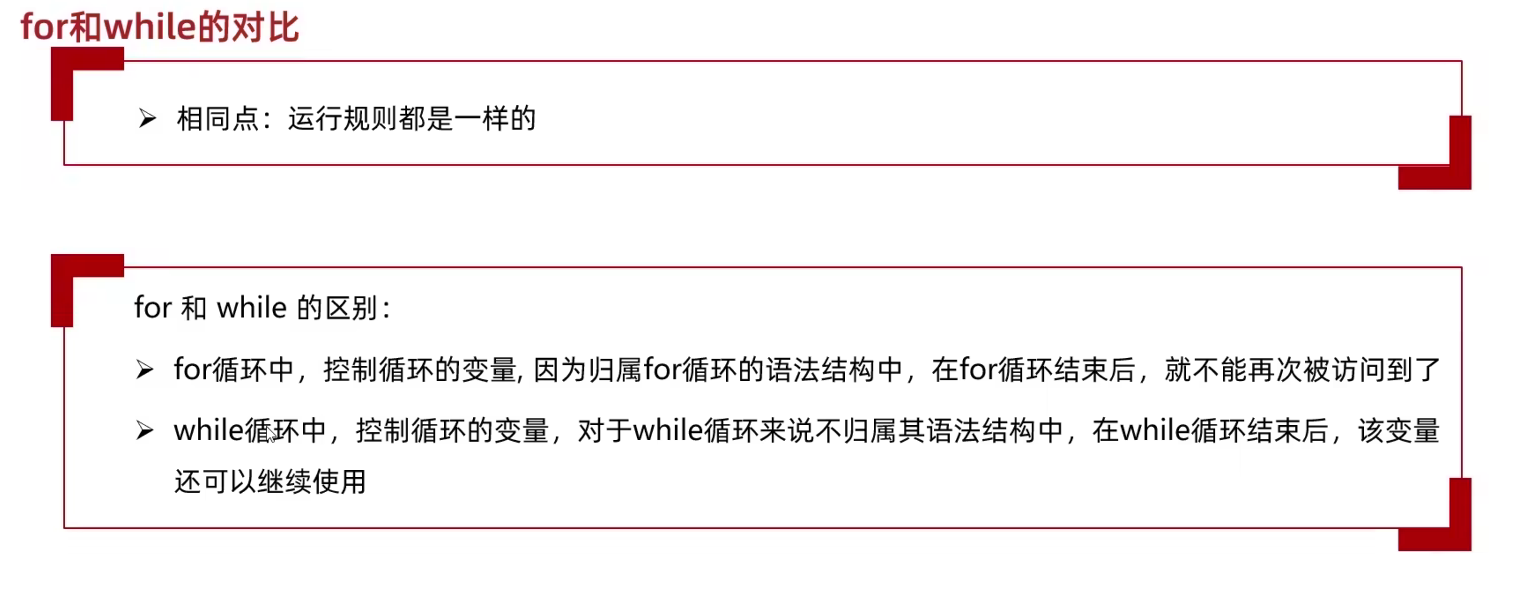 for和while的对比
➢ 相同点：运行规则都是一样的
for 和 while 的区别：
➢ for循环中，控制循环的变量, 因为归属for循环的语法结构中，在for循环结束后，就不能再次被访问到了
➢ while循环中，控制循环的变量，对于while循环来说不归属其语法结构中，在while循环结束后，该变量
还可以继续使用